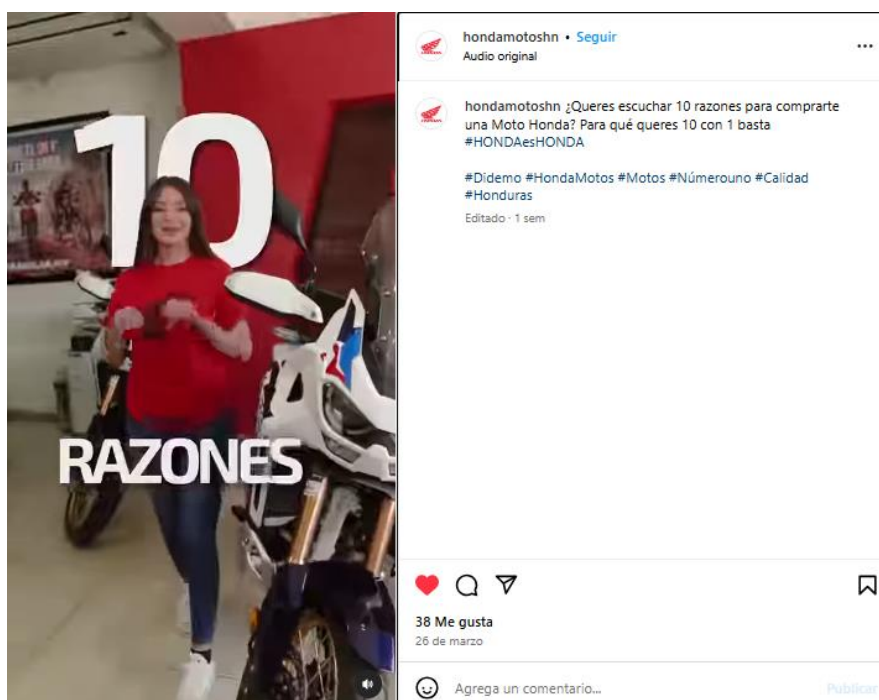 10
RAZONES
hondamotoshn • Seguir
Audio original
hondamotoshn ¿Queres escuchar 10 razones para comprarte
una Moto Honda? Para qué queres 10 con 1 basta
#HONDAesHONDA
#Didemo #HondaMotos #Motos #Númerouno #Calidad
#Honduras
Editado · 1 sem
38 Me gusta
26 de marzo
Agrega un comentario...
Publicar